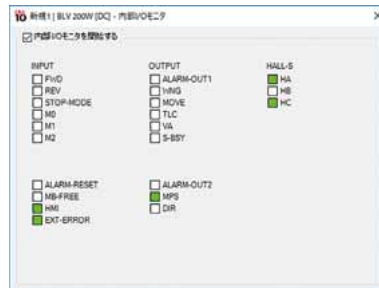 新規1 | BLV 200W [DC] - 内部I/Oモニタ
内部I/Oモニタを開始する
INPUT
FWD
REV
STOP-MODE
M0
M1
M2
ALARM-RESET
MB-FREE
HMI
EXT-ERROR
OUTPUT
ALARM-OUT1
WNG
MOVE
TLC
VA
S-BSY
ALARM-OUT2
MPS
DIR
HALL-S
HA
HB
HC